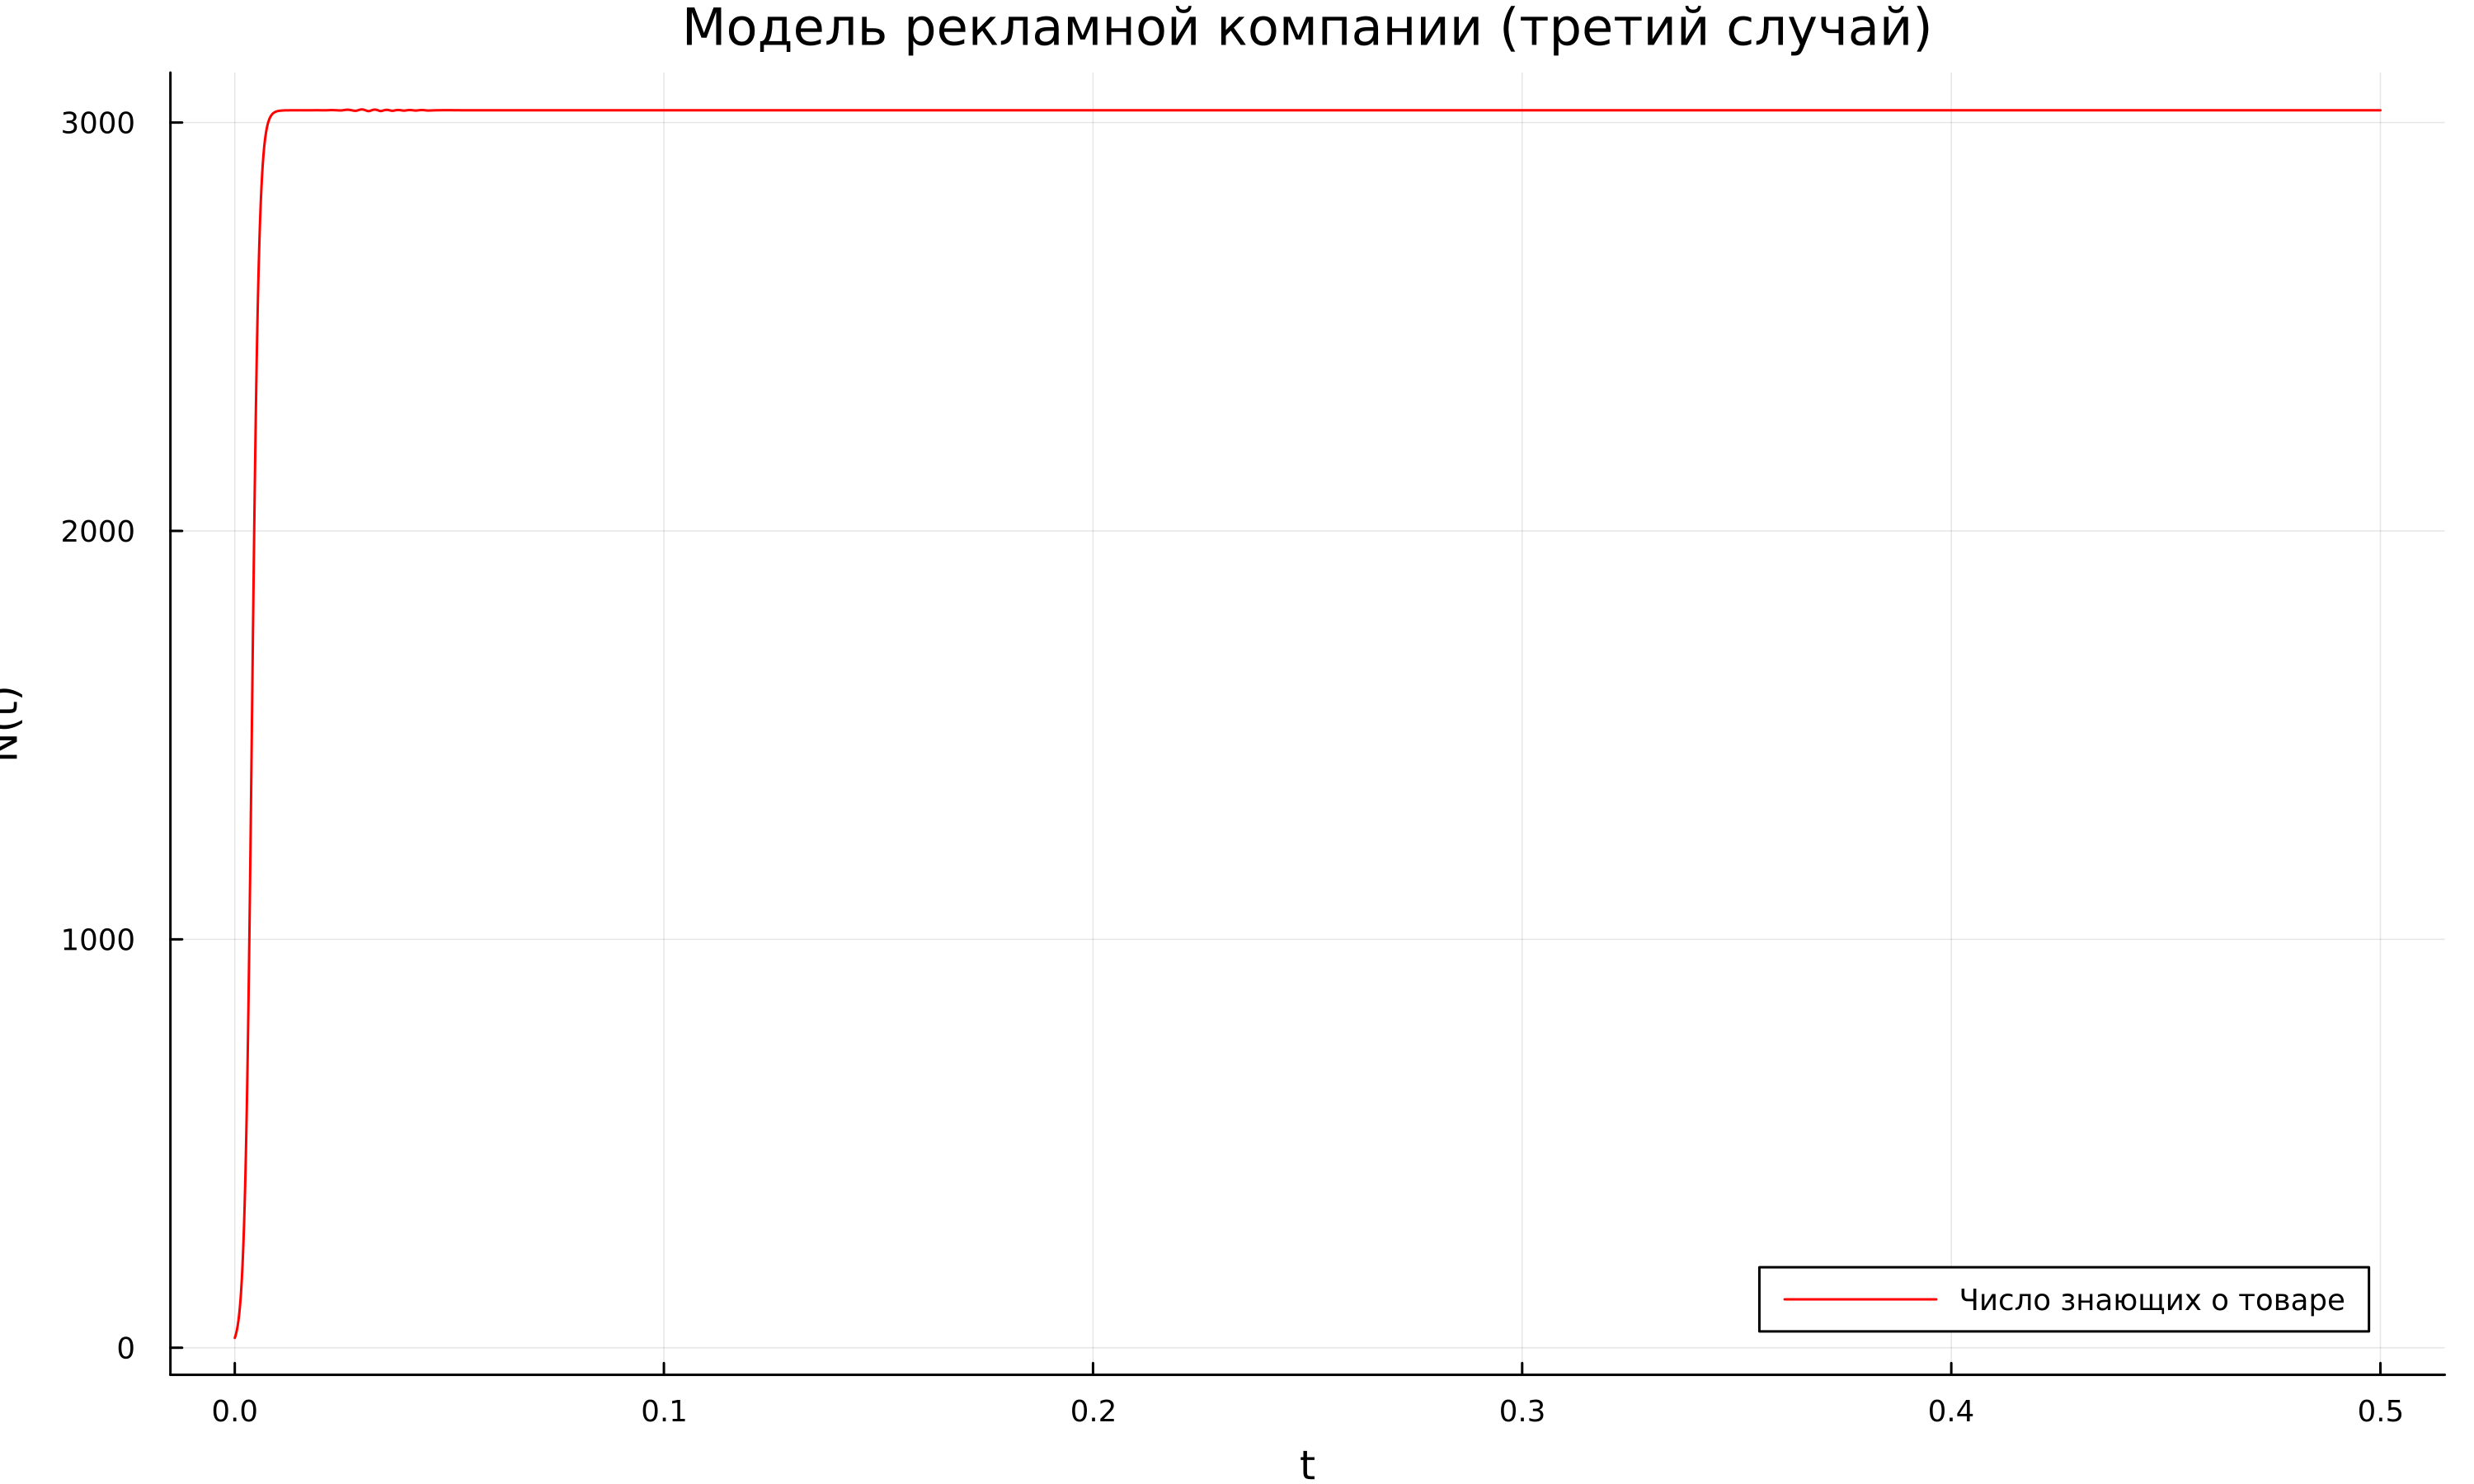 Модель рекламной компании (третий случай)
3000
2000
1000
0
N(t)
0.0 0.1 0.2 0.3 0.4 0.5
t
Число знающих о товаре